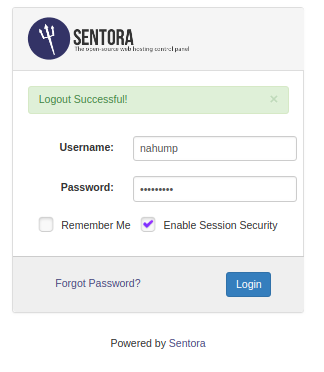 SENTORA
The open-source web hosting control panel
Logout Successful!
×
Username: nahump
Password: •••••••••
Remember Me Enable Session Security
Forgot Password? Login
Powered by Sentora